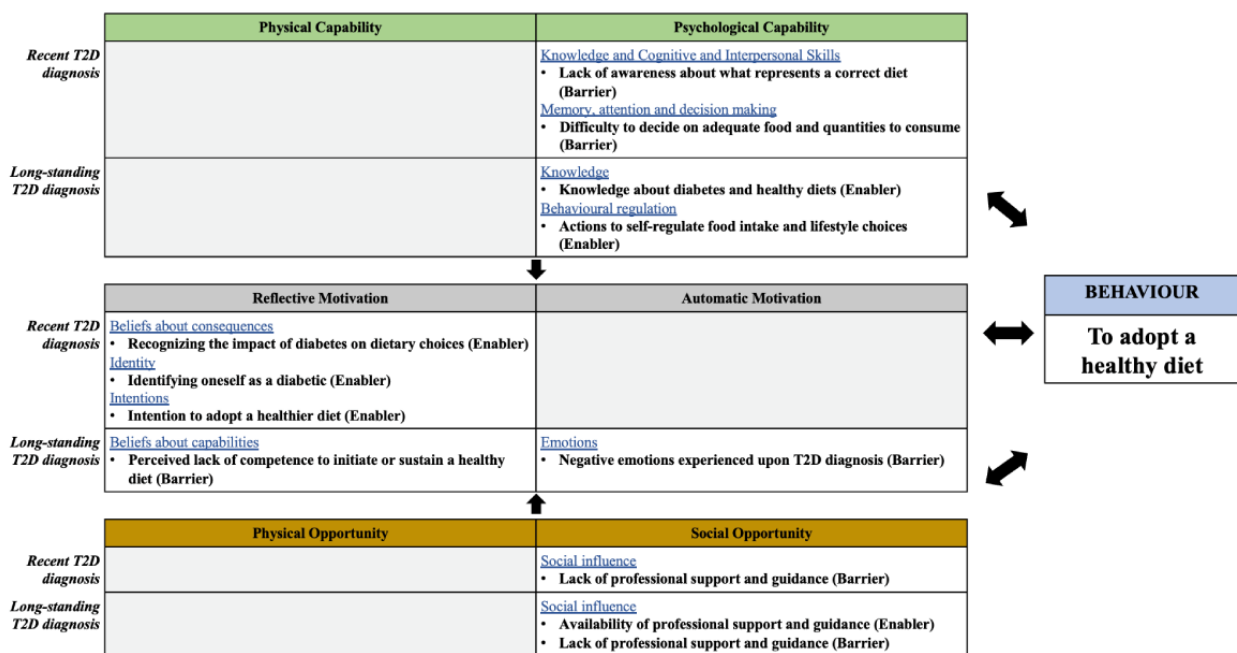 Physical Capability
Psychological Capability
Recent T2D
diagnosis
Knowledge and Cognitive and Interpersonal Skills
• Lack of awareness about what represents a correct diet
(Barrier)
Memory, attention and decision making
• Difficulty to decide on adequate food and quantities to consume
(Barrier)
Long-standing
T2D diagnosis
Knowledge
• Knowledge about diabetes and healthy diets (Enabler)
Behavioural regulation
• Actions to self-regulate food intake and lifestyle choices
(Enabler)
Reflective Motivation
Automatic Motivation
Recent T2D
diagnosis
Beliefs about consequences
• Recognizing the impact of diabetes on dietary choices (Enabler)
Identity
• Identifying oneself as a diabetic (Enabler)
Intentions
• Intention to adopt a healthier diet (Enabler)
Long-standing
T2D diagnosis
Beliefs about capabilities
• Perceived lack of competence to initiate or sustain a healthy
diet (Barrier)
Emotions
• Negative emotions experienced upon T2D diagnosis (Barrier)
Physical Opportunity
Social Opportunity
Recent T2D
diagnosis
Social influence
• Lack of professional support and guidance (Barrier)
Long-standing
T2D diagnosis
Social influence
• Availability of professional support and guidance (Enabler)
• Lack of professional support and guidance (Barrier)
BEHAVIOUR
To adopt a
healthy diet